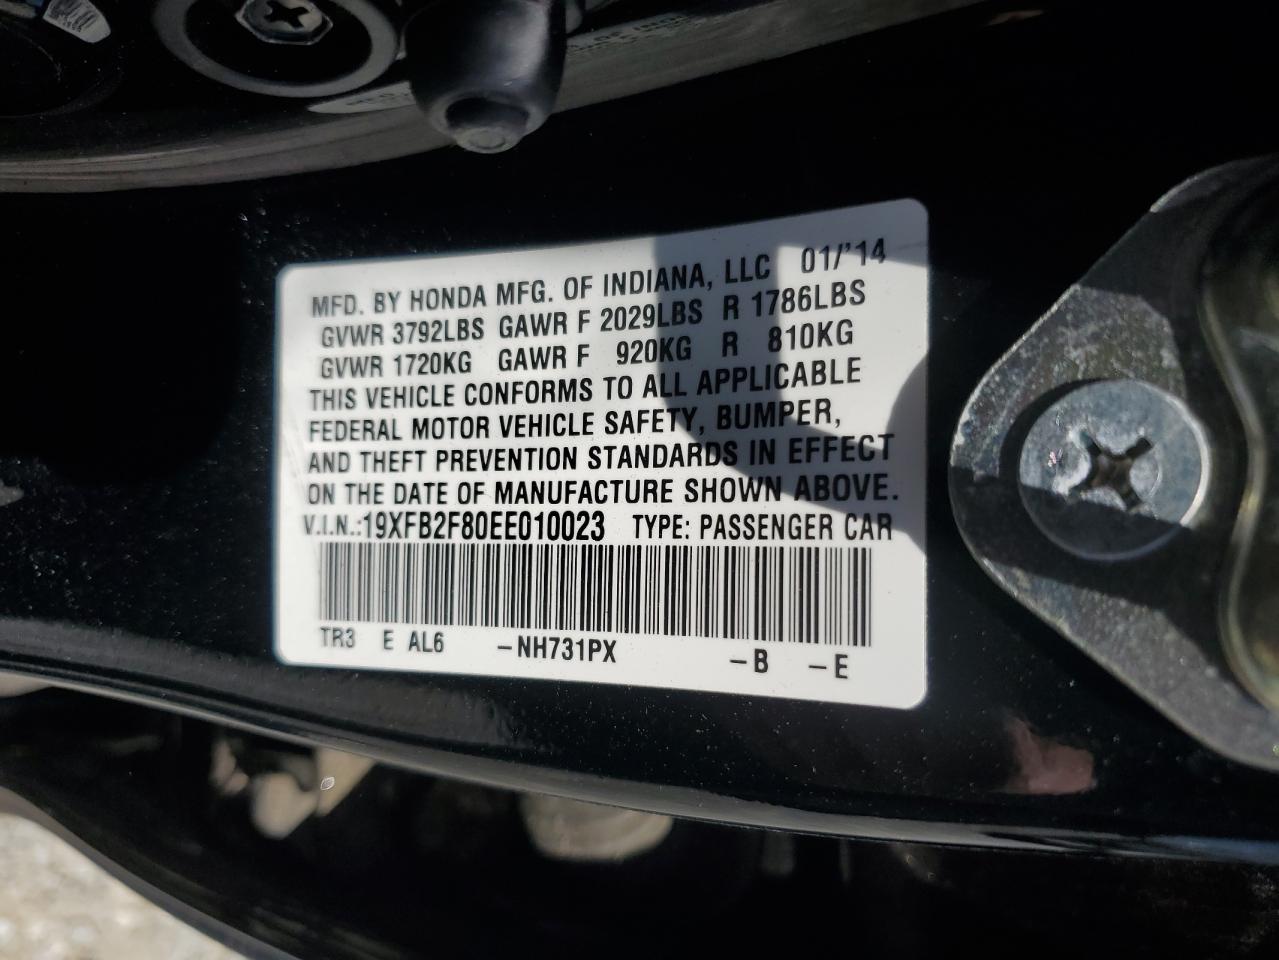 MFD. BY HONDA MFG. OF INDIANA, LLC 01/'14
GVWR 3792LBS GAWR F 2029LBS R 1786LBS
GVWR 1720KG GAWR F 920KG R 810KG
THIS VEHICLE CONFORMS TO ALL APPLICABLE
FEDERAL MOTOR VEHICLE SAFETY, BUMPER,
AND THEFT PREVENTION STANDARDS IN EFFECT
ON THE DATE OF MANUFACTURE SHOWN ABOVE.
V.I.N.:19XFB2F80EE010023 TYPE: PASSENGER CAR
TR3 E AL6 -NH731PX -B -E